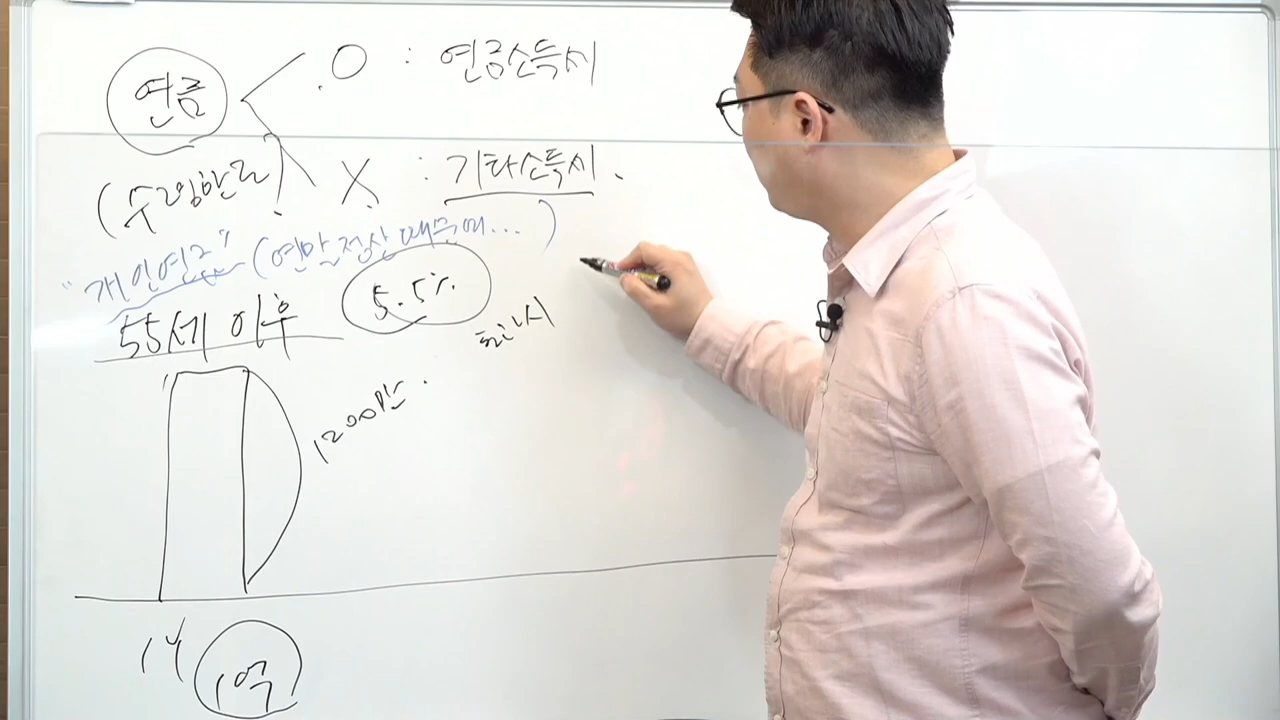 연금
O : 연금소득세
(수령한도)
X : 기타소득세.
"개인연금" (연말정산 때문에...)
55세 이후
5.5%
1200만.
1y
1억